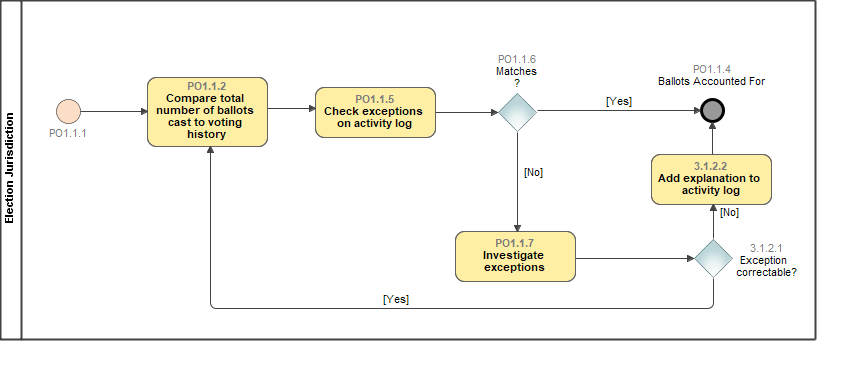 Election Jurisdiction
PO1.1.1
PO1.1.2
Compare total
number of ballots
cast to voting
history
PO1.1.5
Check exceptions
on activity log
PO1.1.6
Matches
?
[Yes]
PO1.1.4
Ballots Accounted For
[No]
3.1.2.2
Add explanation to
activity log
[No]
PO1.1.7
Investigate
exceptions
3.1.2.1
Exception
correctable?
[Yes]